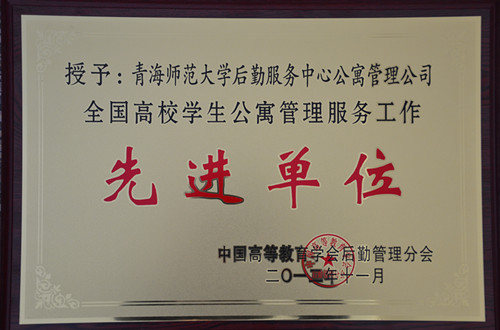 授予：青海师范大学后勤服务中心公寓管理公司
全国高校学生公寓管理服务工作
先进单位
中国高等教育学会后勤管理分会
二〇一二年十一月